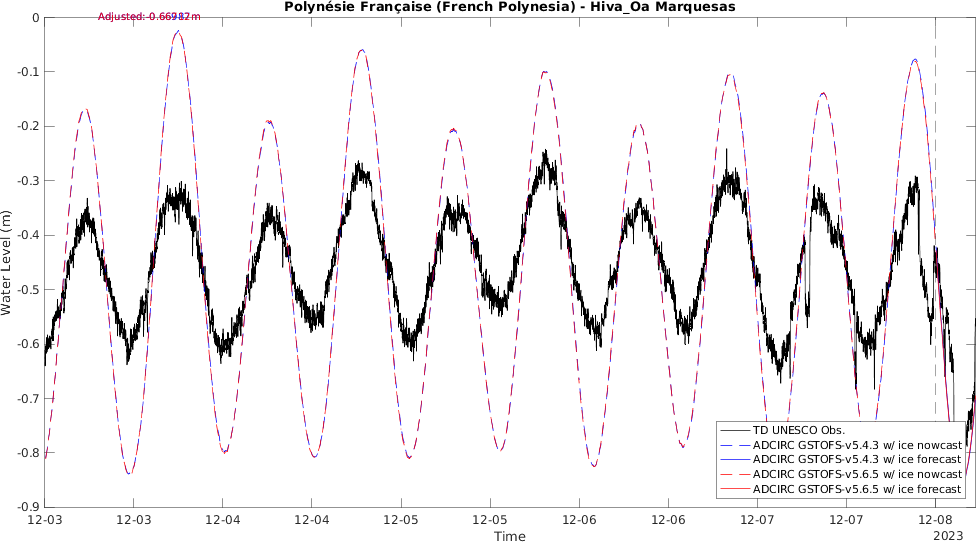 Polynésie Française (French Polynesia) - Hiva_Oa Marquesas
0
-0.1
-0.2
-0.3
-0.4
-0.5
-0.6
-0.7
-0.8
-0.9
Water Level (m)
TD UNESCO Obs.
ADCIRC GSTOFS-v5.4.3 w/ ice nowcast
ADCIRC GSTOFS-v5.4.3 w/ ice forecast
ADCIRC GSTOFS-v5.6.5 w/ ice nowcast
ADCIRC GSTOFS-v5.6.5 w/ ice forecast
12-03 12-03 12-04 12-04 12-05 12-05 12-06 12-06 12-07 12-07 12-08
2023
Time